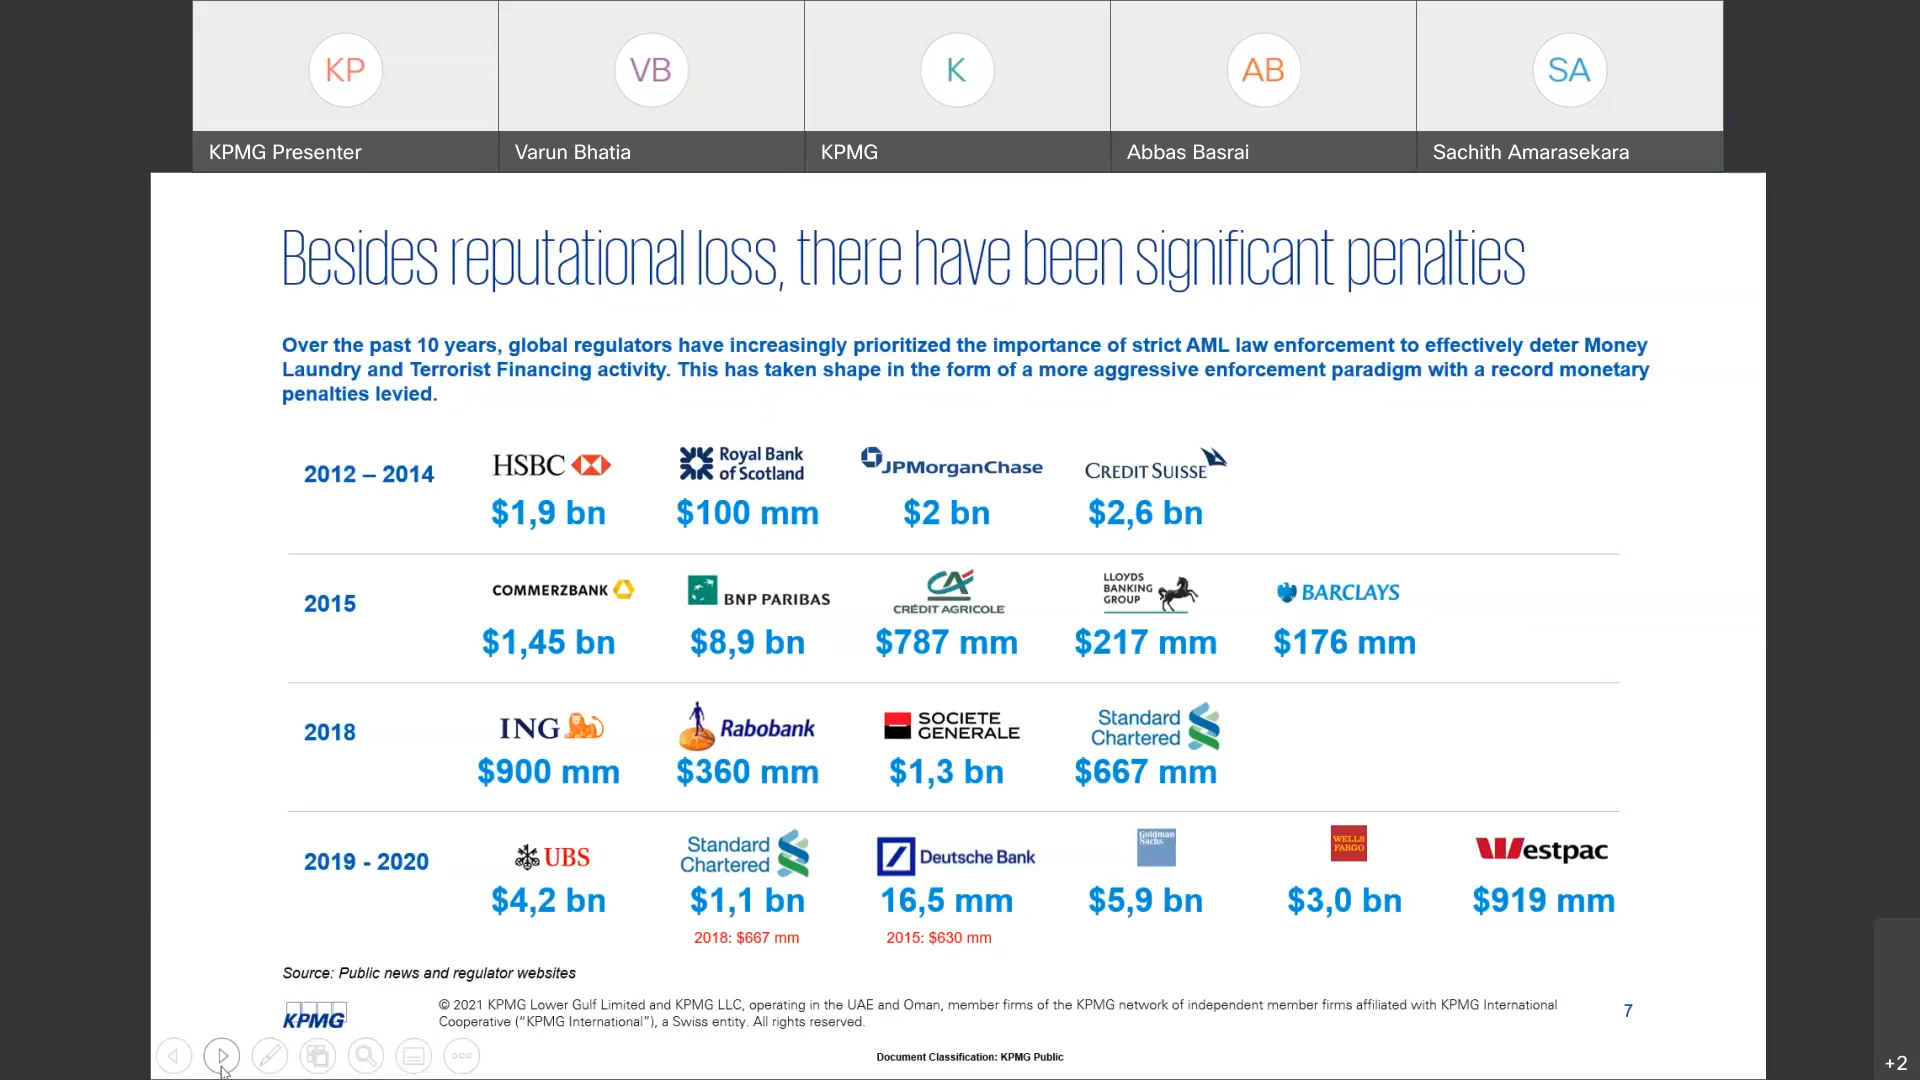 KP
VB
K
AB
SA
KPMG Presenter
Varun Bhatia
KPMG
Abbas Basrai
Sachith Amarasekara
Besides reputational loss, there have been significant penalties
Over the past 10 years, global regulators have increasingly prioritized the importance of strict AML law enforcement to effectively deter Money
Laundry and Terrorist Financing activity. This has taken shape in the form of a more aggressive enforcement paradigm with a record monetary
penalties levied.
2012 – 2014
HSBC
Royal Bank
of Scotland
JPMorganChase
CREDIT SUISSE
$1,9 bn
$100 mm
$2 bn
$2,6 bn
2015
COMMERZBANK
BNP PARIBAS
CA
CRÉDIT AGRICOLE
LLOYDS
BANKING
GROUP
BARCLAYS
$1,45 bn
$8,9 bn
$787 mm
$217 mm
$176 mm
2018
ING
Rabobank
SOCIETE
GENERALE
Standard
Chartered
$900 mm
$360 mm
$1,3 bn
$667 mm
2019 - 2020
UBS
Standard
Chartered
Deutsche Bank
Goldman
Sachs
WELLS
FARGO
Westpac
$4,2 bn
$1,1 bn
16,5 mm
$5,9 bn
$3,0 bn
$919 mm
2018: $667 mm
2015: $630 mm
Source: Public news and regulator websites
KPMG
© 2021 KPMG Lower Gulf Limited and KPMG LLC, operating in the UAE and Oman, member firms of the KPMG network of independent member firms affiliated with KPMG International
Cooperative (“KPMG International”), a Swiss entity. All rights reserved.
7
Document Classification: KPMG Public
+2